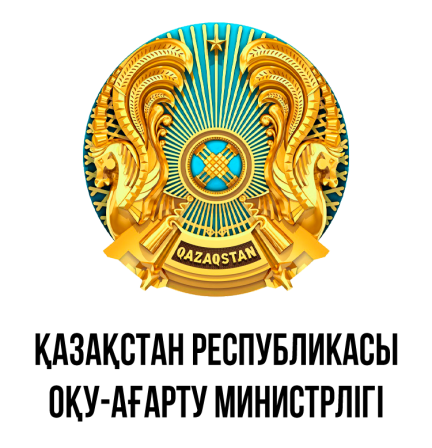 QAZAQSTAN
ҚАЗАҚСТАН РЕСПУБЛИКАСЫ
ОҚУ-АҒАРТУ МИНИСТРЛІГІ